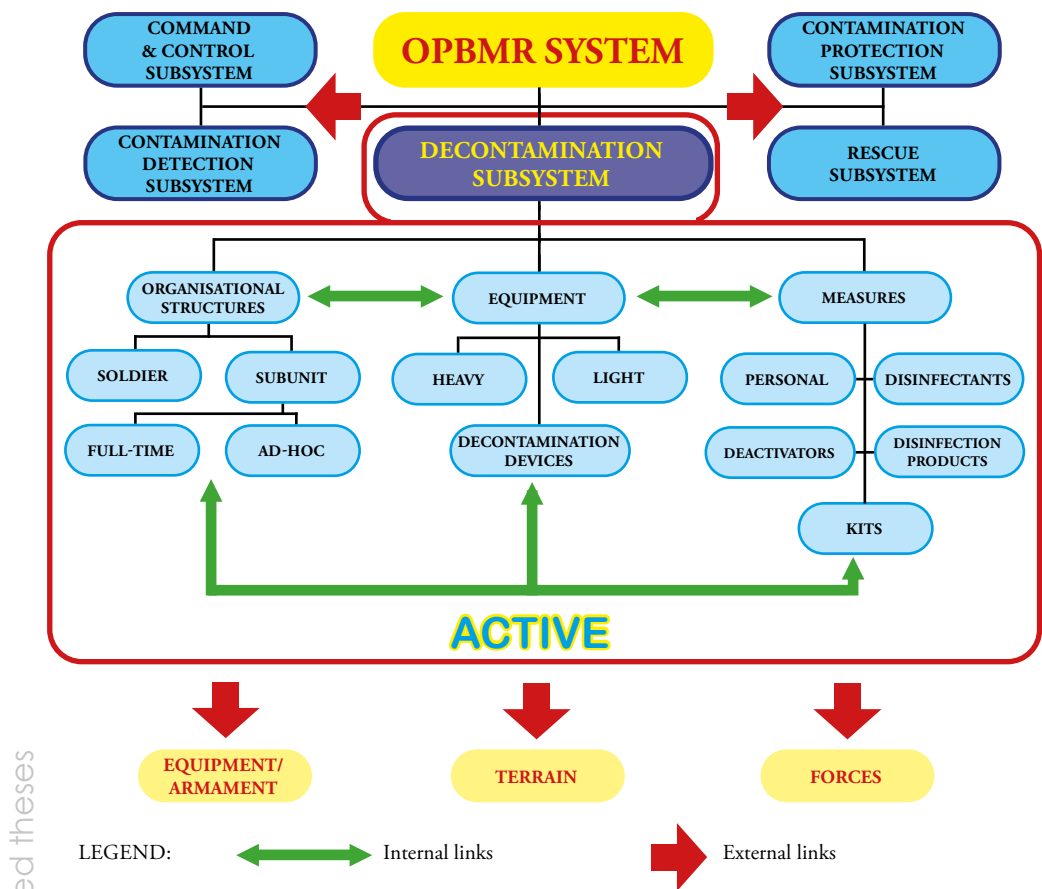 COMMAND
& CONTROL
SUBSYSTEM
OPBMR SYSTEM
CONTAMINATION
PROTECTION
SUBSYSTEM
CONTAMINATION
DETECTION
SUBSYSTEM
DECONTAMINATION
SUBSYSTEM
RESCUE
SUBSYSTEM
ORGANISATIONAL
STRUCTURES
EQUIPMENT
MEASURES
SOLDIER
SUBUNIT
HEAVY
LIGHT
PERSONAL
DISINFECTANTS
FULL-TIME
AD-HOC
DECONTAMINATION
DEVICES
DEACTIVATORS
DISINFECTION
PRODUCTS
KITS
ACTIVE
EQUIPMENT/
ARMAMENT
TERRAIN
FORCES
LEGEND:
Internal links
External links
theses